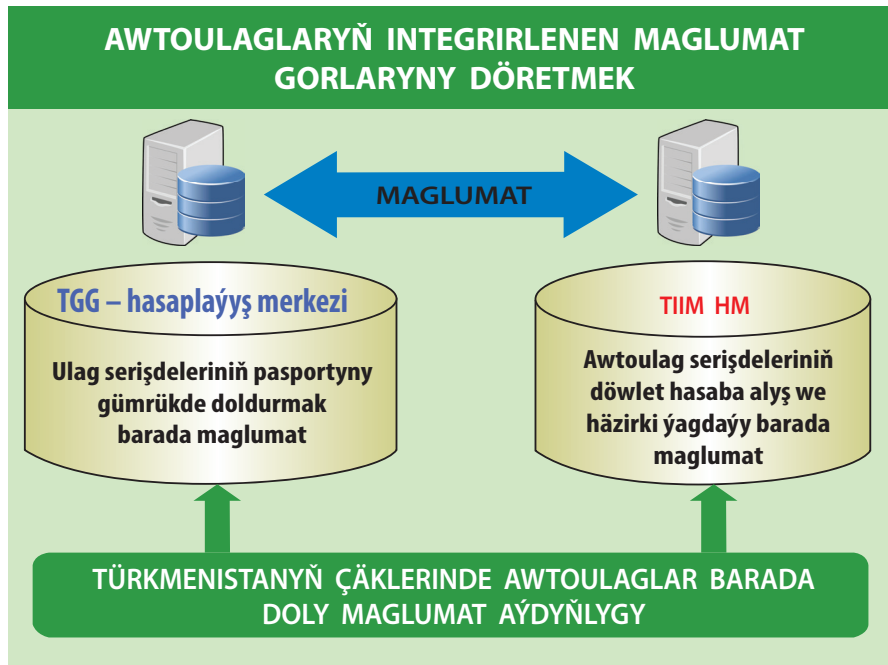 AWTOULAGLARYŇ INTEGRIRLENEN MAGLUMAT
GORLARYNY DÖRETMEK
MAGLUMAT
TGG – hasaplaýyş merkezi
Ulag serişdeleriniň pasportyny
gümrükde doldurmak
barada maglumat
TIIM HM
Awtoulag serişdeleriniň
döwlet hasaba alyş we
häzirki ýagdaýy barada
maglumat
TÜRKMENISTANYŇ ÇÄKLERINDE AWTOULAGLAR BARADA
DOLY MAGLUMAT AÝDYŇLYGY